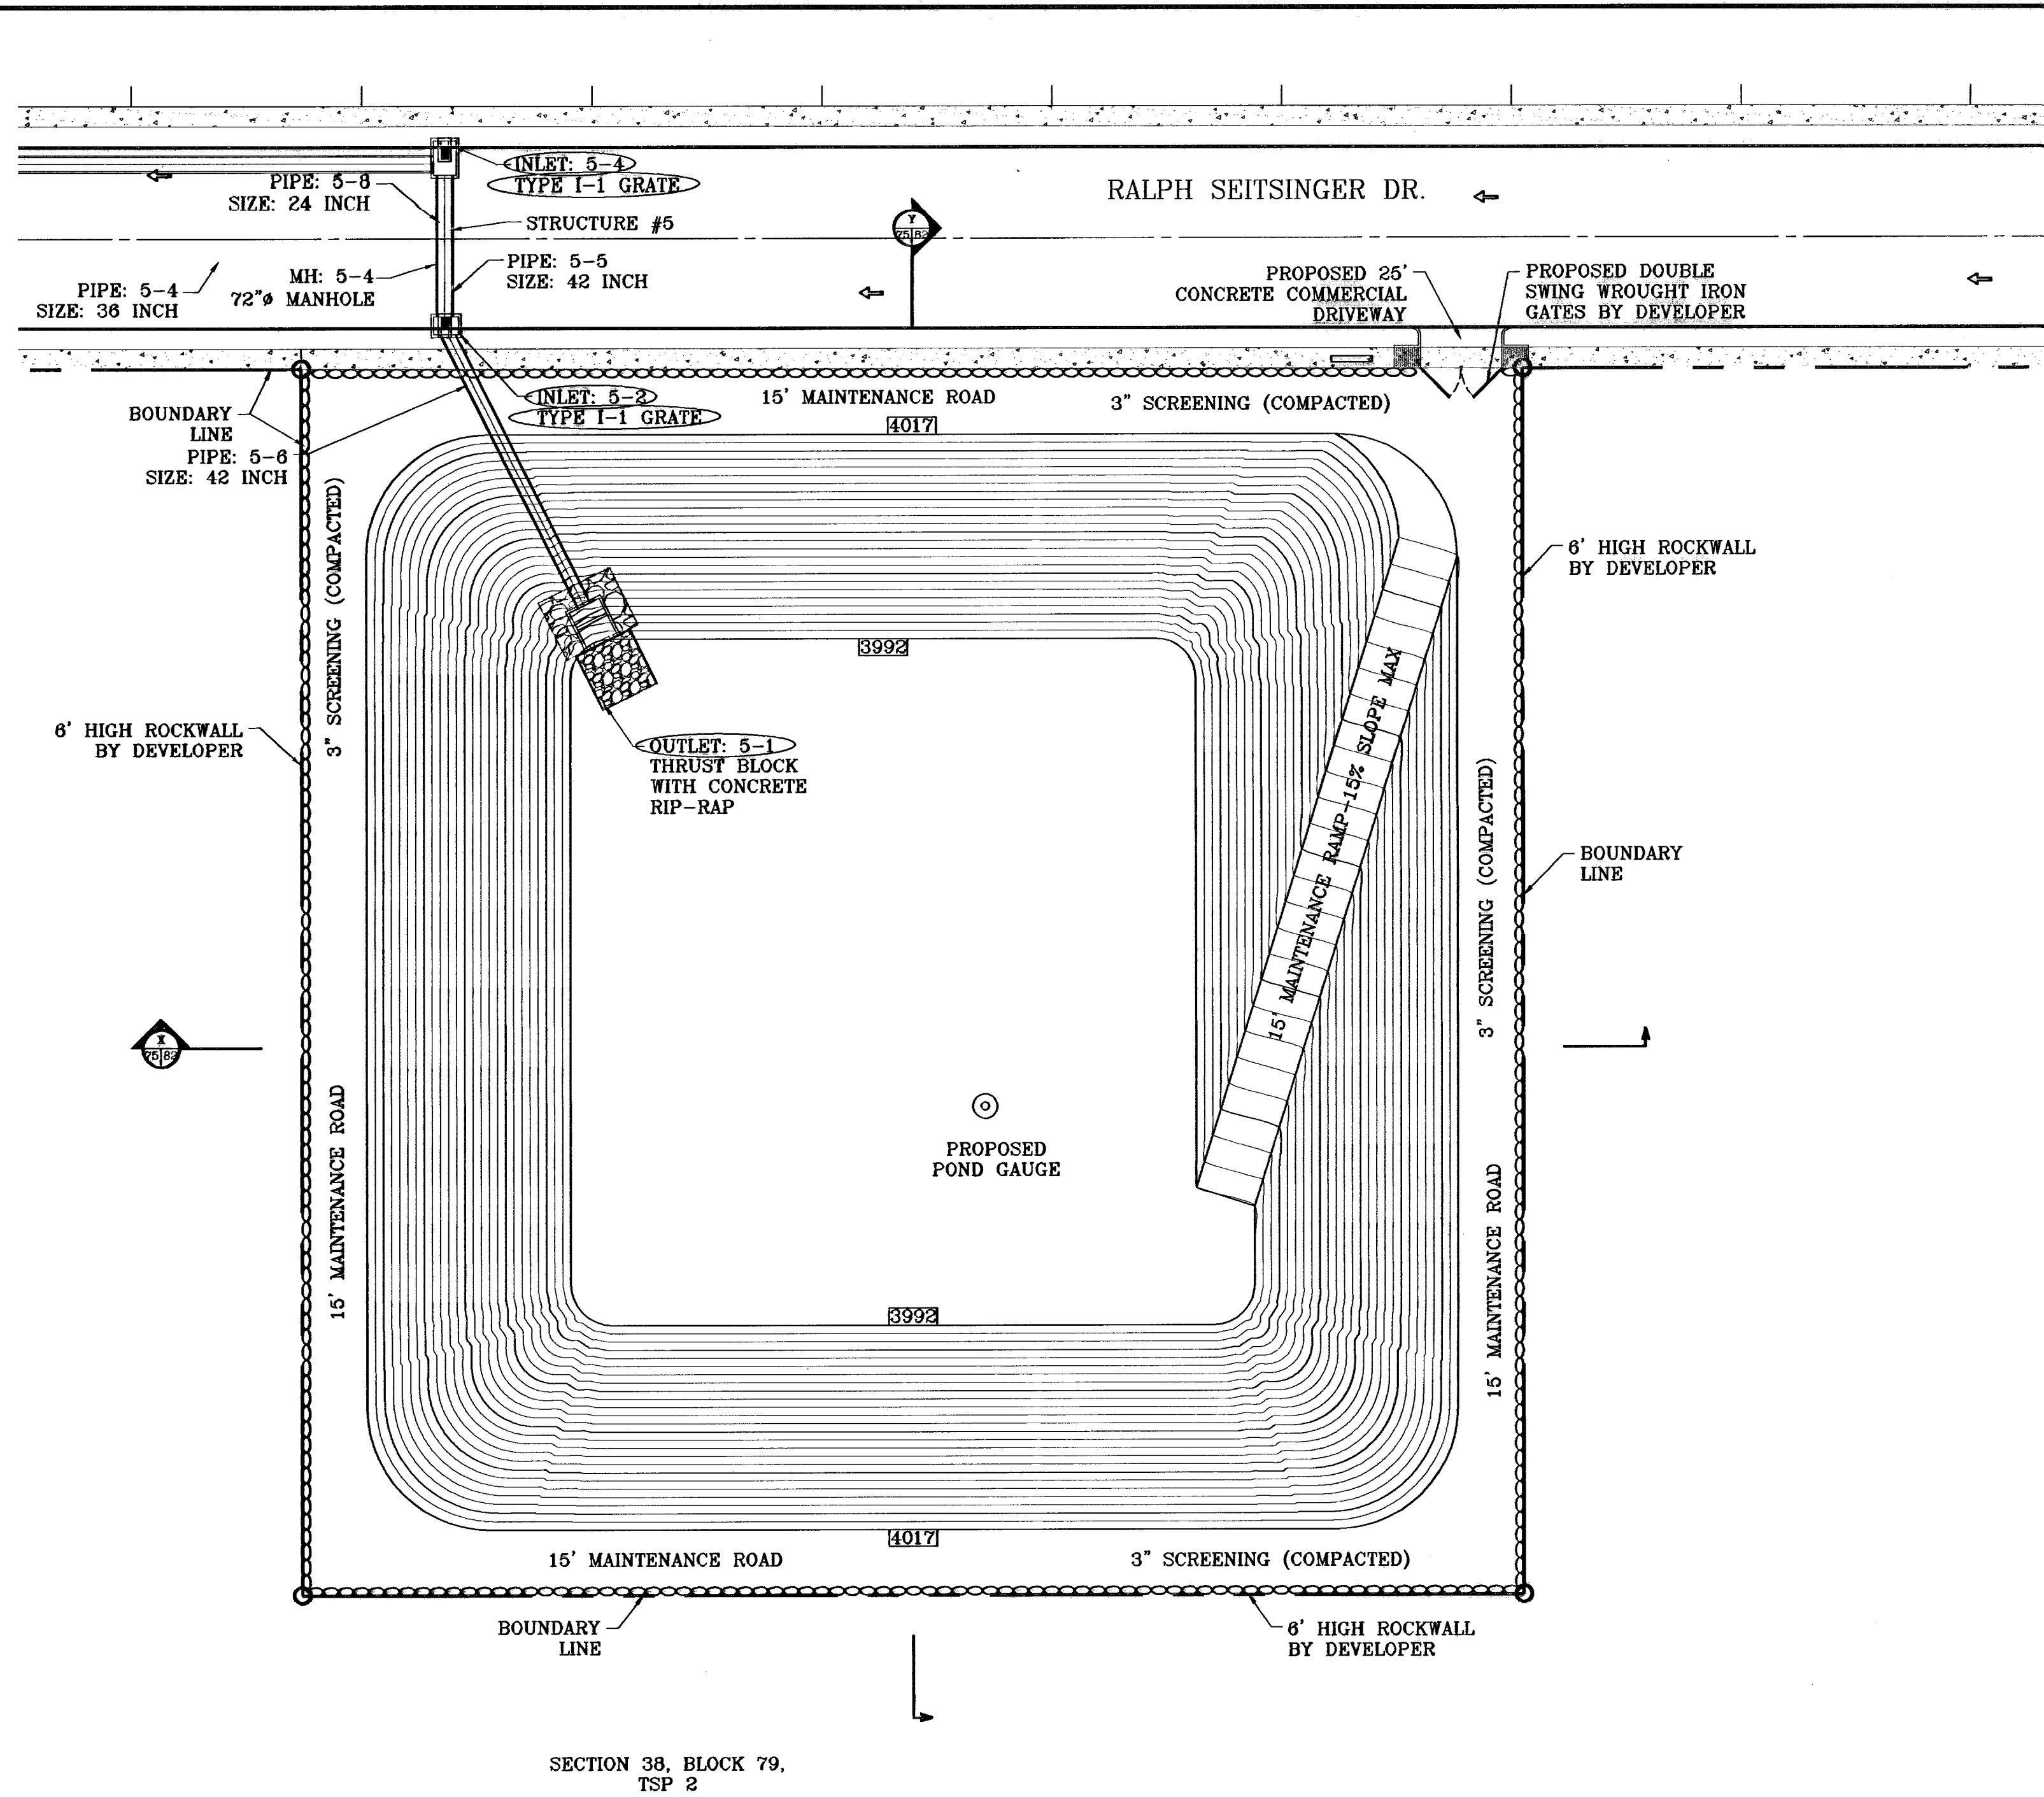 INLET: 5-4
TYPE I-1 GRATE
PIPE: 5-8
SIZE: 24 INCH
STRUCTURE #5
RALPH SEITSINGER DR.
Y
75|82
PIPE: 5-5
SIZE: 42 INCH
MH: 5-4
72"ø MANHOLE
PIPE: 5-4
SIZE: 36 INCH
PROPOSED 25'
CONCRETE COMMERCIAL
DRIVEWAY
PROPOSED DOUBLE
SWING WROUGHT IRON
GATES BY DEVELOPER
INLET: 5-2
TYPE I-1 GRATE
15' MAINTENANCE ROAD
3" SCREENING (COMPACTED)
BOUNDARY
LINE
4017
PIPE: 5-6
SIZE: 42 INCH
3" SCREENING (COMPACTED)
6' HIGH ROCKWALL
BY DEVELOPER
3992
6' HIGH ROCKWALL
BY DEVELOPER
OUTLET: 5-1
THRUST BLOCK
WITH CONCRETE
RIP-RAP
15' MAINTENANCE RAMP-15% SLOPE MAX
3" SCREENING (COMPACTED)
BOUNDARY
LINE
X
75|82
15' MAINTENANCE ROAD
PROPOSED
POND GAUGE
15' MAINTENANCE ROAD
3992
4017
15' MAINTENANCE ROAD
3" SCREENING (COMPACTED)
BOUNDARY
LINE
6' HIGH ROCKWALL
BY DEVELOPER
SECTION 38, BLOCK 79,
TSP 2